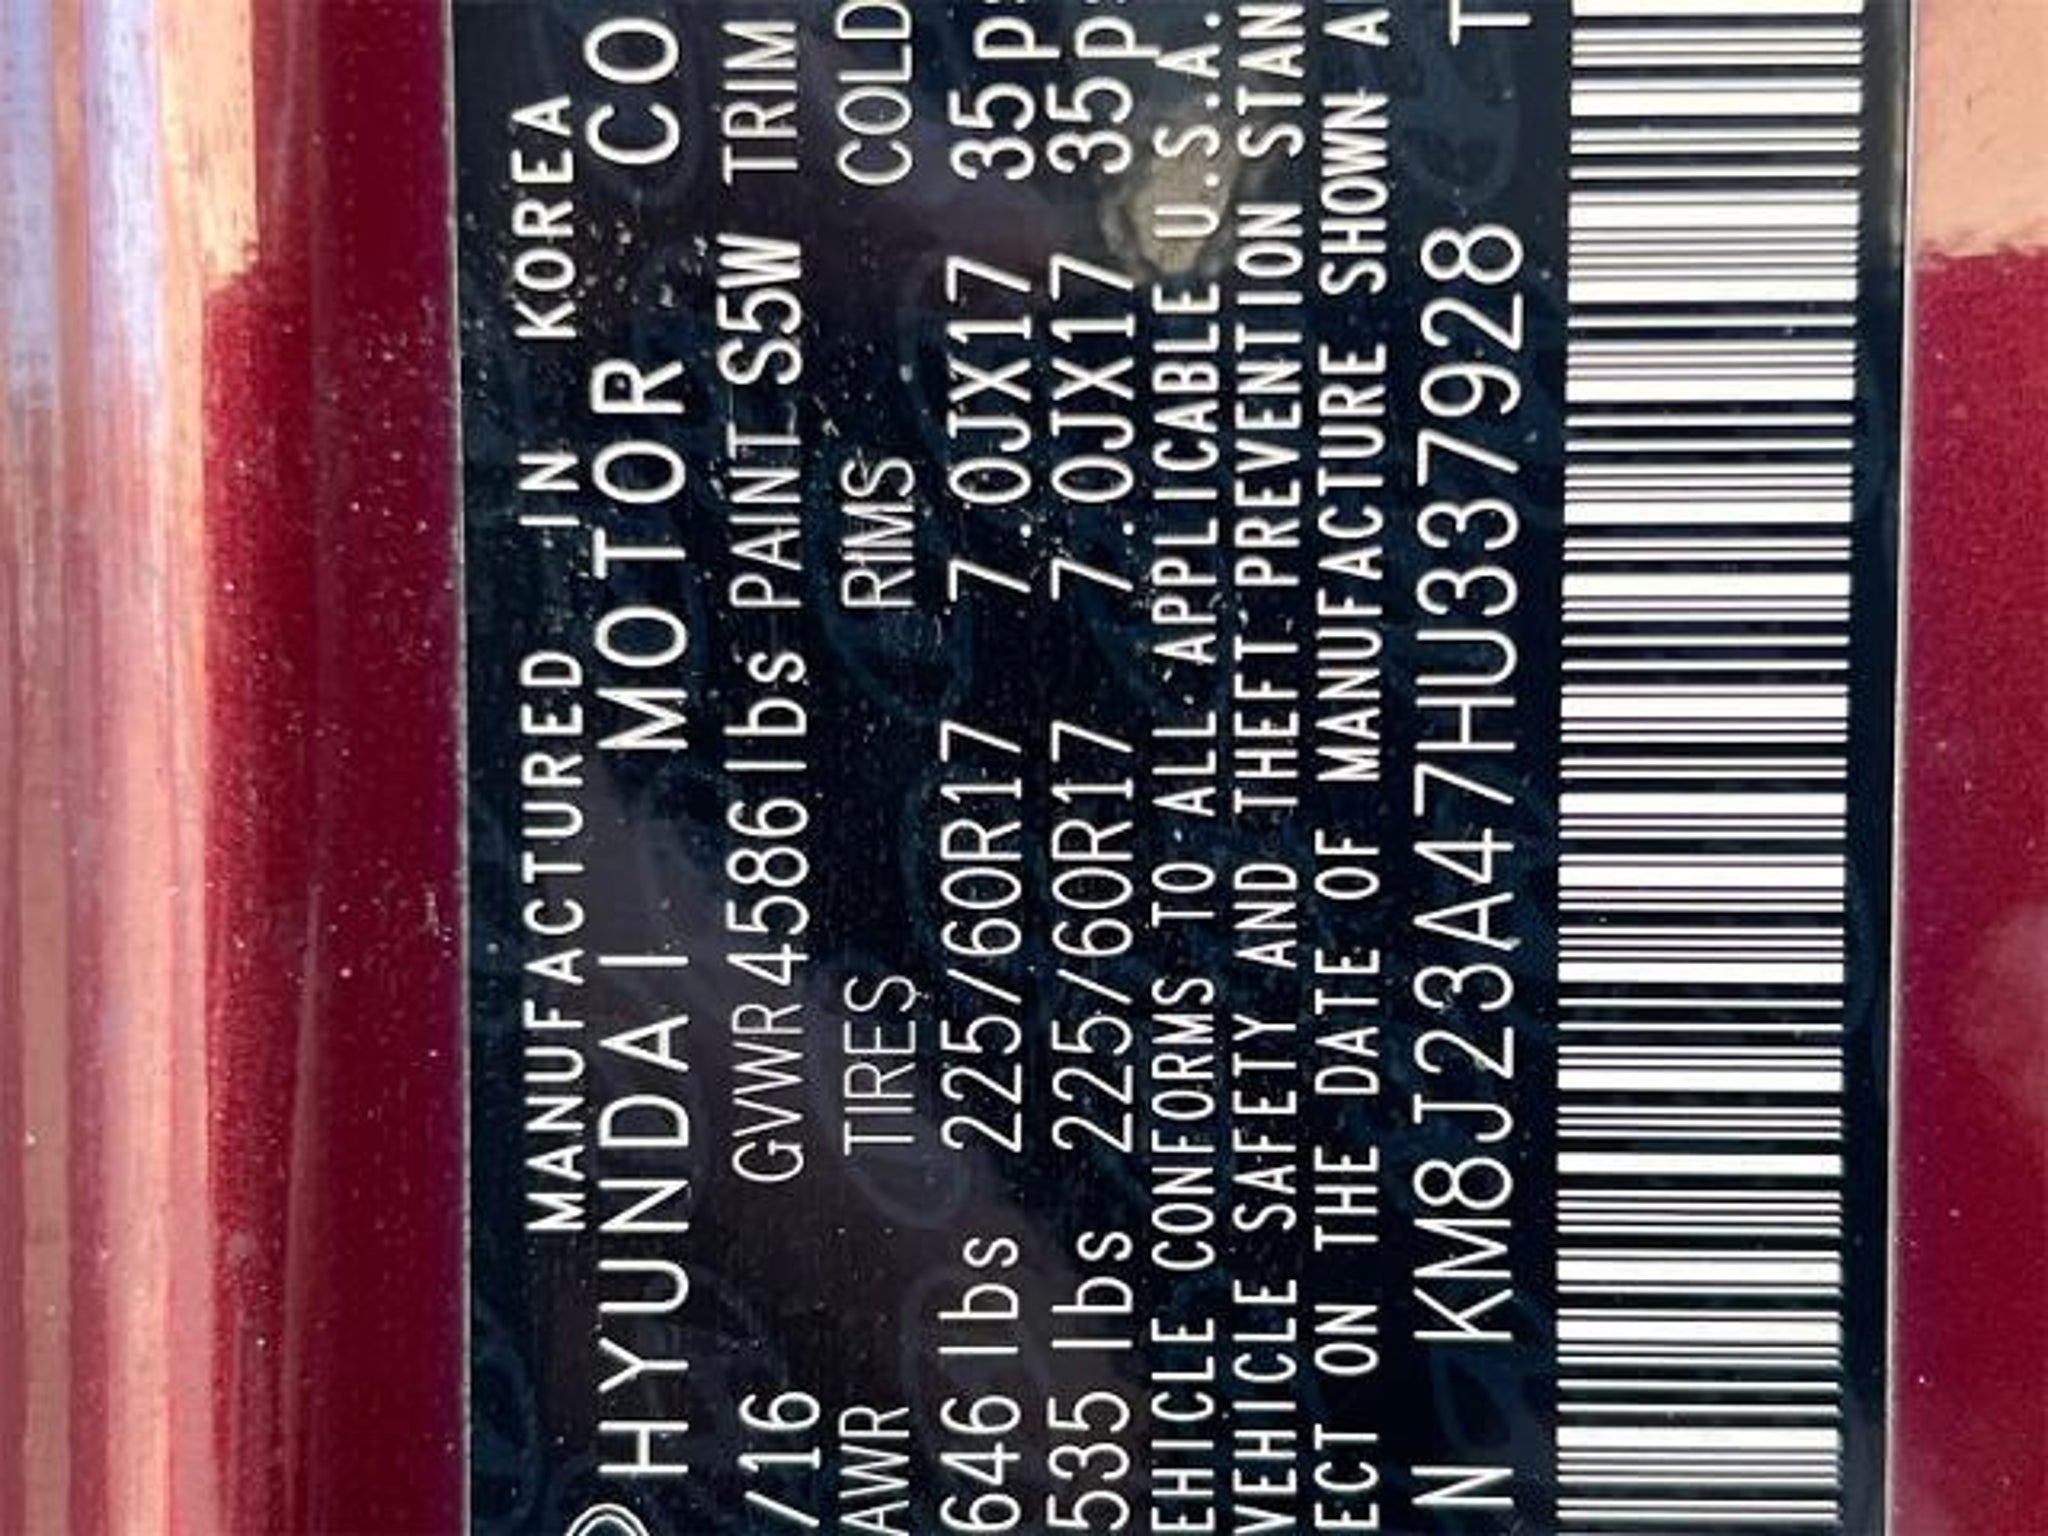 MANUFACTURED IN KOREA
HYUNDAI MOTOR CO
/16 GVWR 4586 lbs PAINT S5W TRIM
AWR TIRES RIMS COLD
646 lbs 225/60R17 7.0JX17 35 p
535 lbs 225/60R17 7.0JX17 35 p
EHICLE CONFORMS TO ALL APPLICABLE U.S.A.
VEHICLE SAFETY AND THEFT PREVENTION STAN
ECT ON THE DATE OF MANUFACTURE SHOWN A
N KM8J23A47HU337928 T